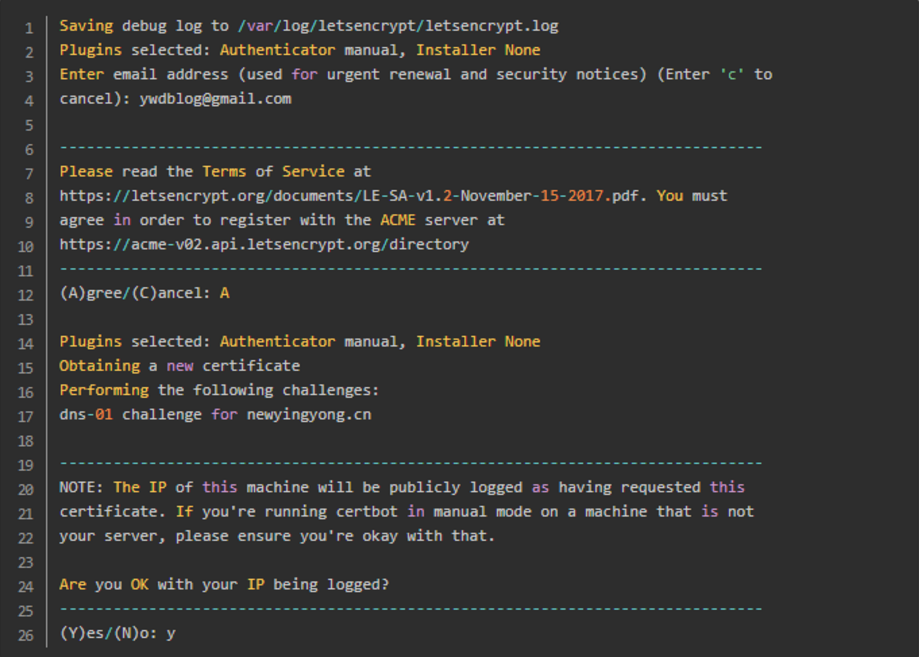 1 Saving debug log to /var/log/letsencrypt/letsencrypt.log
2 Plugins selected: Authenticator manual, Installer None
3 Enter email address (used for urgent renewal and security notices) (Enter 'c' to
4 cancel): ywdblog@gmail.com
5
6 -------------------------------------------------------------------------------
7 Please read the Terms of Service at
8 https://letsencrypt.org/documents/LE-SA-v1.2-November-15-2017.pdf. You must
9 agree in order to register with the ACME server at
10 https://acme-v02.api.letsencrypt.org/directory
11 -------------------------------------------------------------------------------
12 (A)gree/(C)ancel: A
13
14 Plugins selected: Authenticator manual, Installer None
15 Obtaining a new certificate
16 Performing the following challenges:
17 dns-01 challenge for newyingyong.cn
18
19 -------------------------------------------------------------------------------
20 NOTE: The IP of this machine will be publicly logged as having requested this
21 certificate. If you're running certbot in manual mode on a machine that is not
22 your server, please ensure you're okay with that.
23
24 Are you OK with your IP being logged?
25 -------------------------------------------------------------------------------
26 (Y)es/(N)o: y